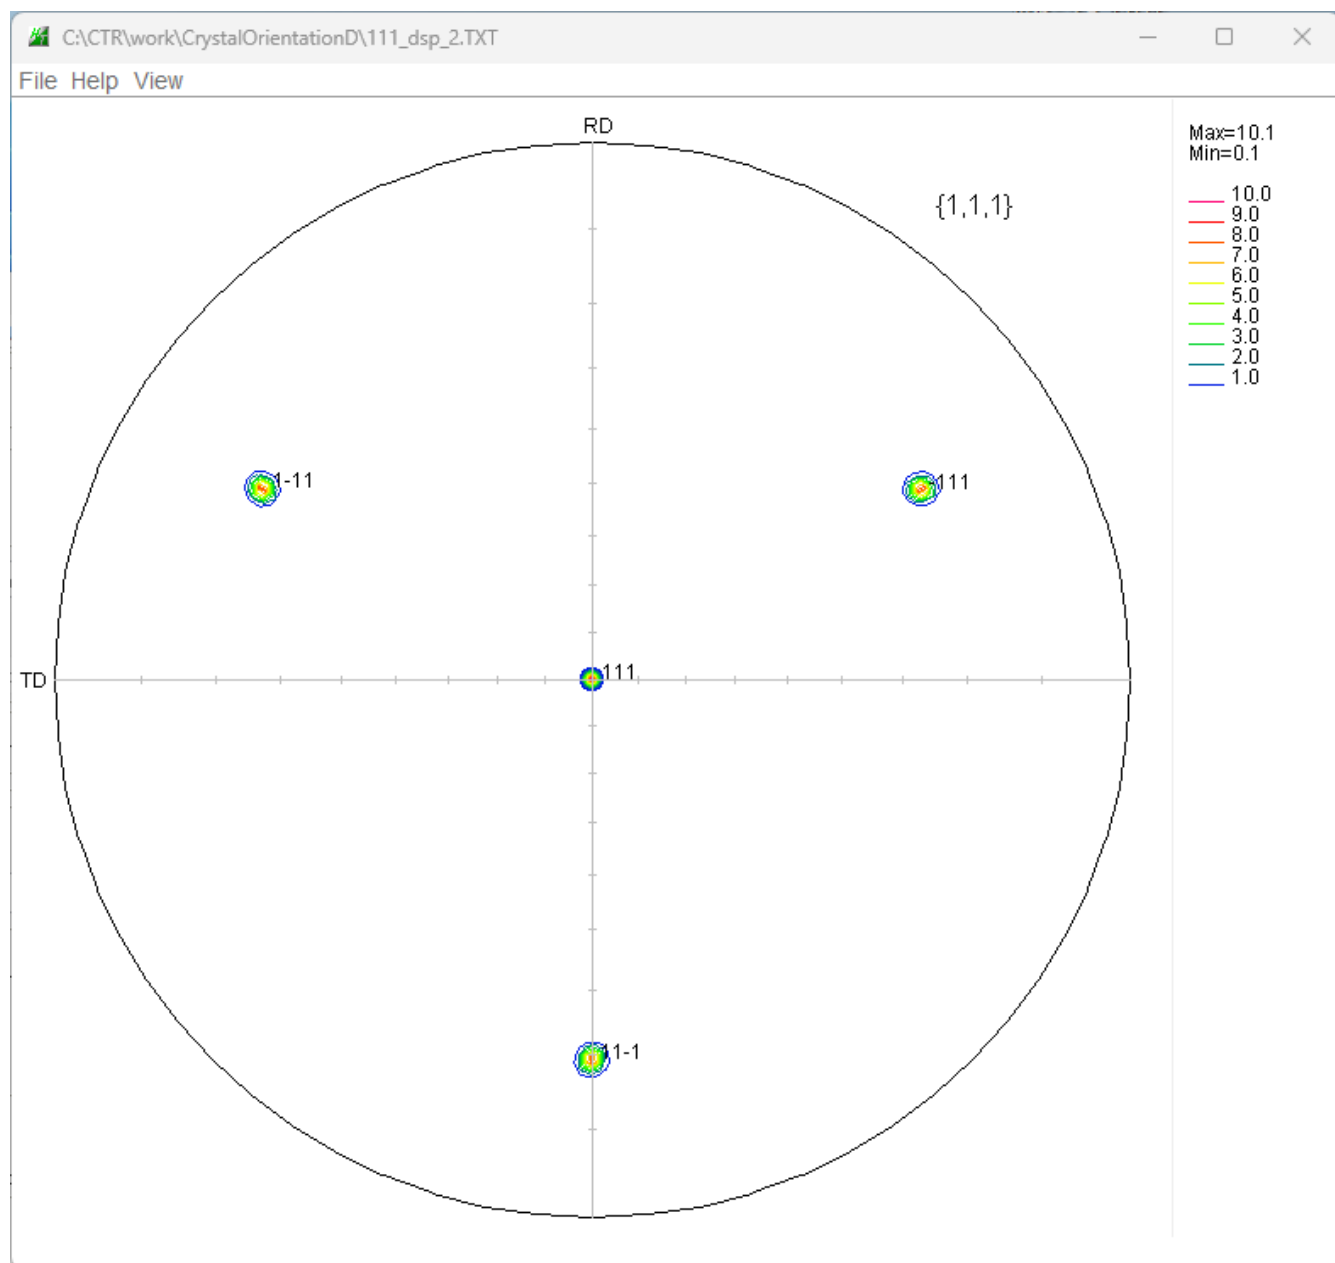 C:\CTR\work\CrystalOrientationD\111_dsp_2.TXT
File Help View
RD
Max=10.1
Min=0.1
{1,1,1}
10.0
9.0
8.0
7.0
6.0
5.0
4.0
3.0
2.0
1.0
1-11
-111
111
TD
11-1